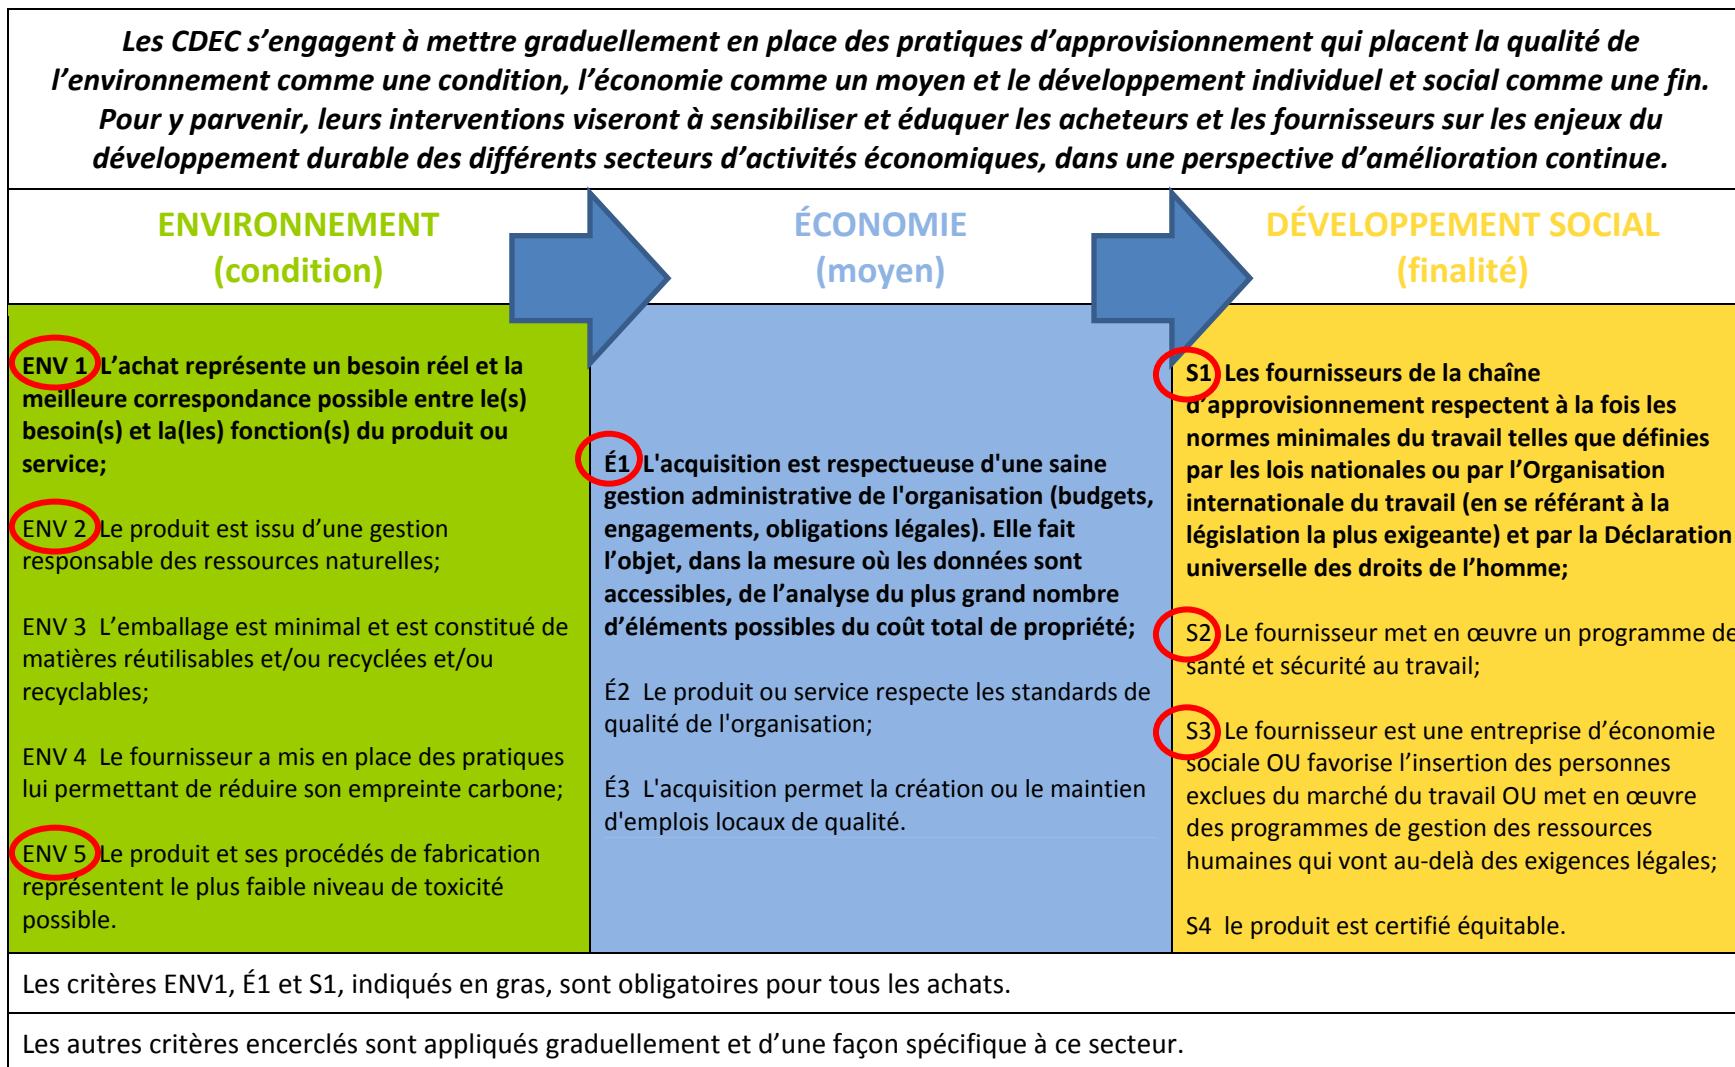 Les CDEC s’engagent à mettre graduellement en place des pratiques d’approvisionnement qui placent la qualité de
l’environnement comme une condition, l’économie comme un moyen et le développement individuel et social comme une fin.
Pour y parvenir, leurs interventions viseront à sensibiliser et éduquer les acheteurs et les fournisseurs sur les enjeux du
développement durable des différents secteurs d’activités économiques, dans une perspective d’amélioration continue.
ENVIRONNEMENT
(condition)
ÉCONOMIE
(moyen)
DÉVELOPPEMENT SOCIAL
(finalité)
ENV 1 L’achat représente un besoin réel et la
meilleure correspondance possible entre le(s)
besoin(s) et la(les) fonction(s) du produit ou
service;
ENV 2 Le produit est issu d’une gestion
responsable des ressources naturelles;
ENV 3 L’emballage est minimal et est constitué de
matières réutilisables et/ou recyclées et/ou
recyclables;
ENV 4 Le fournisseur a mis en place des pratiques
lui permettant de réduire son empreinte carbone;
ENV 5 Le produit et ses procédés de fabrication
représentent le plus faible niveau de toxicité
possible.
É1 L'acquisition est respectueuse d'une saine
gestion administrative de l'organisation (budgets,
engagements, obligations légales). Elle fait
l’objet, dans la mesure où les données sont
accessibles, de l’analyse du plus grand nombre
d’éléments possibles du coût total de propriété;
É2 Le produit ou service respecte les standards de
qualité de l'organisation;
É3 L'acquisition permet la création ou le maintien
d'emplois locaux de qualité.
S1 Les fournisseurs de la chaîne
d’approvisionnement respectent à la fois les
normes minimales du travail telles que définies
par les lois nationales ou par l’Organisation
internationale du travail (en se référant à la
législation la plus exigeante) et par la Déclaration
universelle des droits de l’homme;
S2 Le fournisseur met en œuvre un programme de
santé et sécurité au travail;
S3 Le fournisseur est une entreprise d’économie
sociale OU favorise l’insertion des personnes
exclues du marché du travail OU met en œuvre
des programmes de gestion des ressources
humaines qui vont au-delà des exigences légales;
S4 le produit est certifié équitable.
Les critères ENV1, É1 et S1, indiqués en gras, sont obligatoires pour tous les achats.
Les autres critères encerclés sont appliqués graduellement et d’une façon spécifique à ce secteur.